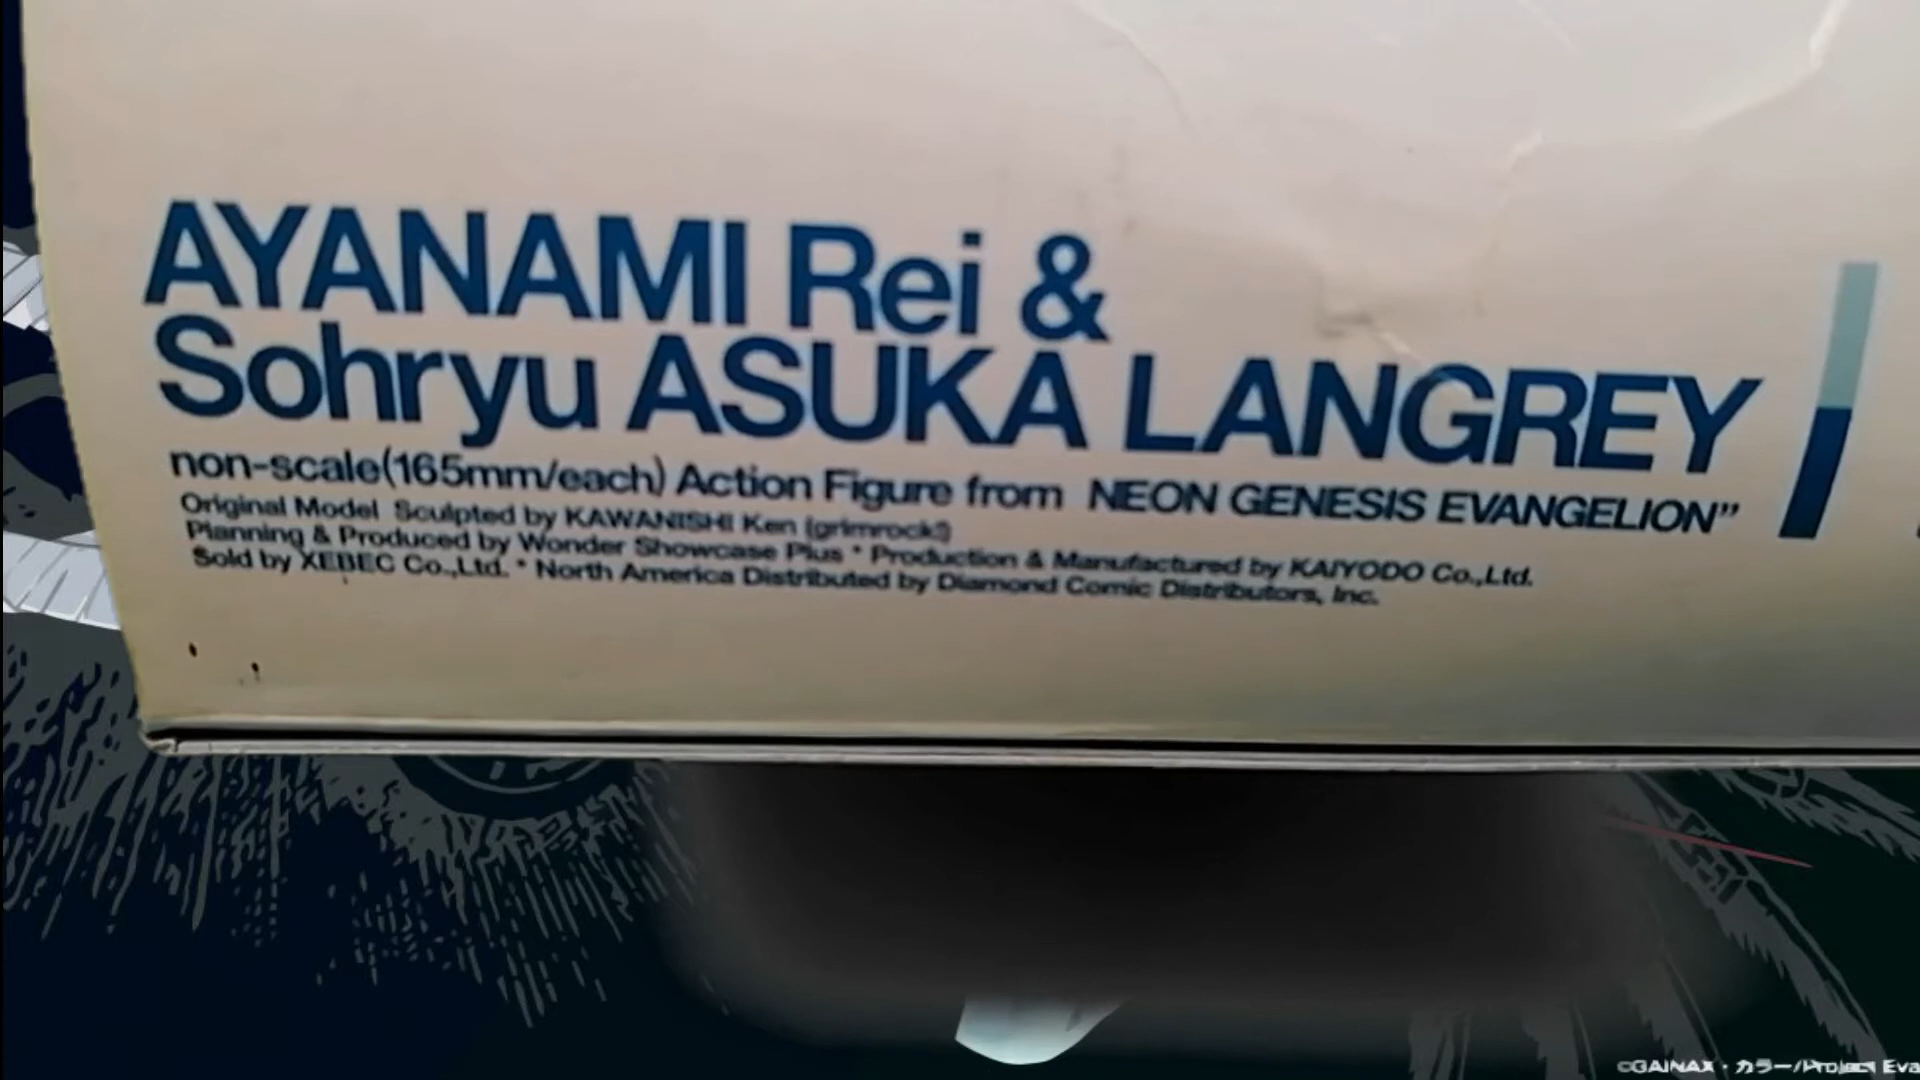 AYANAMI Rei &
Sohryu ASUKA LANGREY
non-scale(165mm/each) Action Figure from NEON GENESIS EVANGELION”
Original Model Sculpted by KAWANISHI Ken (grimrock!)
Planning & Produced by Wonder Showcase Plus * Production & Manufactured by KAIYODO Co.,Ltd.
Sold by XEBEC Co.,Ltd. * North America Distributed by Diamond Comic Distributors, Inc.
©GAINAX・カラー/Project Eva